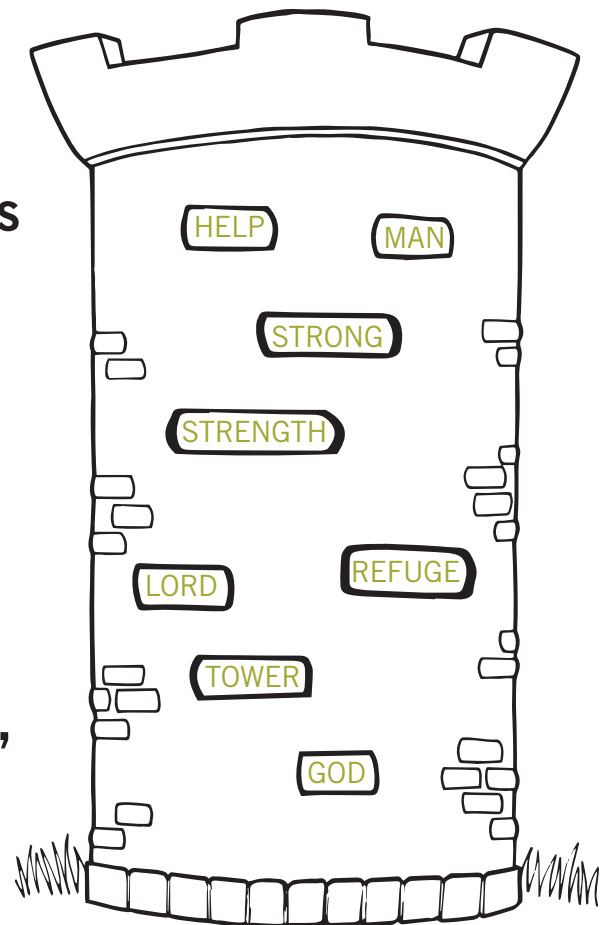 s
HELP
MAN
STRONG
STRENGTH
REFUGE
LORD
TOWER
,
GOD